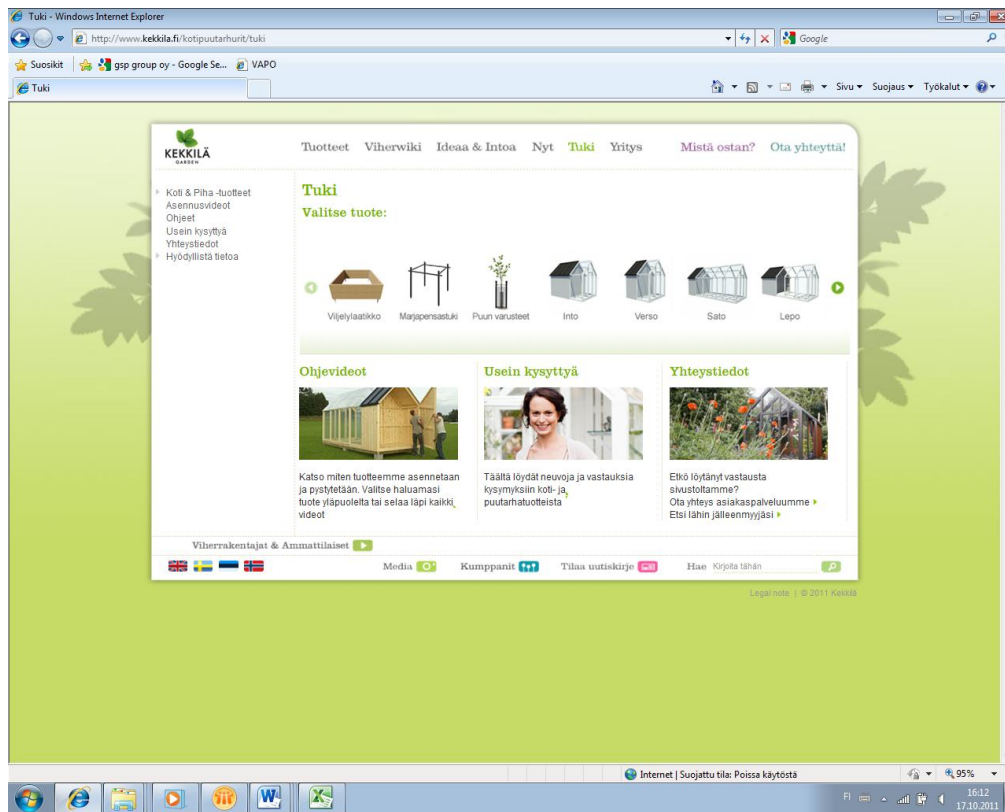 Tuki - Windows Internet Explorer
http://www.kekkila.fi/kotipuutarhurit/tuki
Google
Suosikit gsp group oy - Google Se... VAPO
Tuki
Sivu Suojaus Työkalut
KEKKILÄ
GARDEN
Tuotteet Viherwiki Ideaa & Intoa Nyt Tuki Yritys Mistä ostan? Ota yhteyttä!
Koti & Piha -tuotteet
Asennusvideot
Ohjeet
Usein kysyttyä
Yhteystiedot
Hyödyllistä tietoa
Tuki
Valitse tuote:
Viljelylaatikko Marjapensastuki Puun varusteet Into Verso Sato Lepo
Ohjevideot
Katso miten tuotteemme asennetaan
ja pystytetään. Valitse haluamasi
tuote yläpuolelta tai selaa läpi kaikki
videot
Usein kysyttyä
Täältä löydät neuvoja ja vastauksia
kysymyksiin koti- ja
puutarhatuotteista
Yhteystiedot
Etkö löytänyt vastausta
sivustoltamme?
Ota yhteys asiakaspalveluumme
Etsi lähin jälleenmyyjäsi
Viherrakentajat & Ammattilaiset
Media Kumppanit Tilaa uutiskirje Hae Kirjoita tähän
Legal note | © 2011 Kekkilä
Internet | Suojattu tila: Poissa käytöstä 95%
FI 16:12
17.10.2011